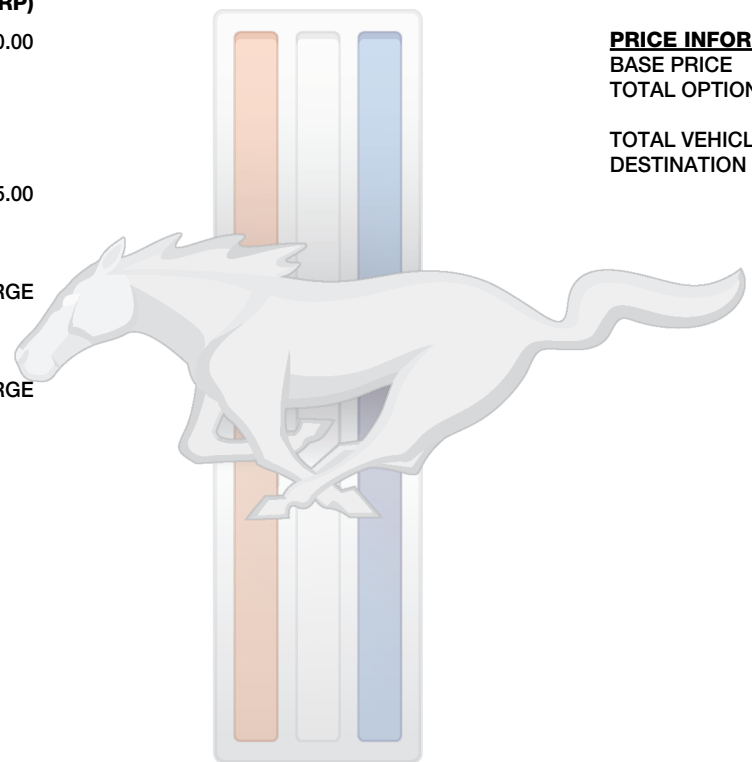 RP)
0.00
5.00
RGE
RGE
PRICE INFOR
BASE PRICE
TOTAL OPTION
TOTAL VEHICL
DESTINATION